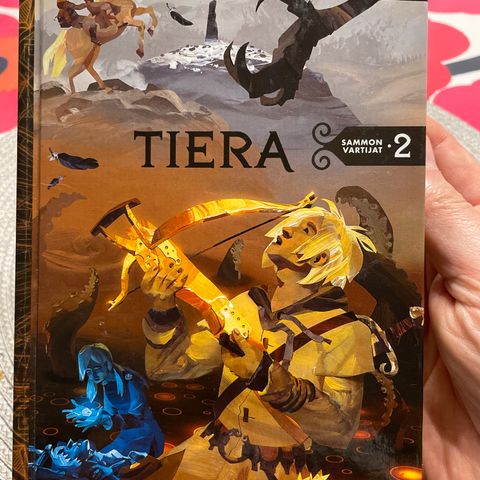 TIERA
SAMMON
VARTIJAT
·2